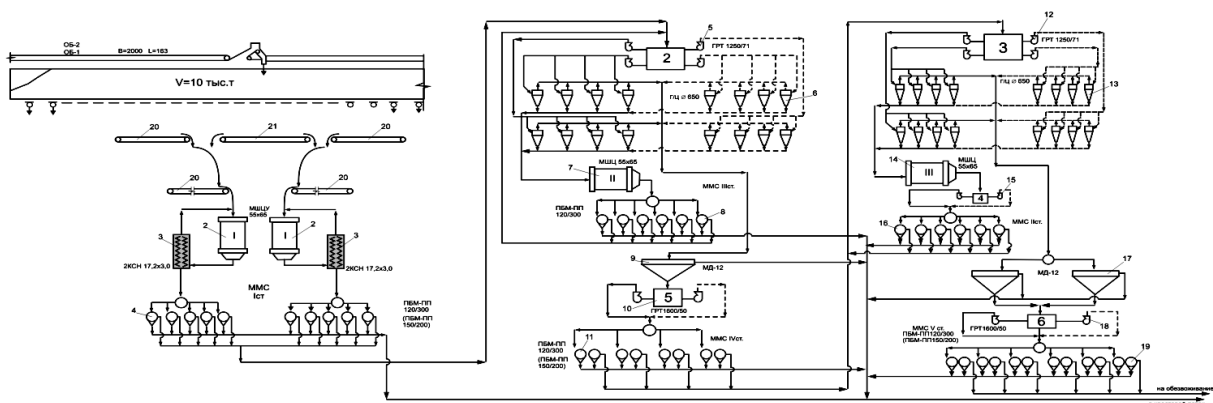 ОБ-2
ОБ-1
B=2000 L=163
V=10 тыс.т
20
21
20
20
20
МШЦУ
55х65
2
I
I
2
3
3
2КСН 17,2х3,0
2КСН 17,2х3,0
ММС
Iст
4
ПБМ-ПП
120/300
(ПБМ-ПП
150/200)
5
ГРТ 1250/71
2
ГЦ ⌀ 650
6
МШЦ 55х65
7
II
ММС IIIст.
ПБМ-ПП
120/300
8
9
МД-12
10
5
ГРТ1600/50
ММС IVст.
11
ПБМ-ПП
120/300
(ПБМ-ПП
150/200)
12
ГРТ 1250/71
3
ГЦ ⌀ 650
13
14
МШЦ
55х65
III
15
4
16
ММС IIст.
17
МД-12
6
ГРТ1600/50
18
ММС V ст.
ПБМ-ПП120/300
(ПБМ-ПП150/200)
19
на обезвоживание